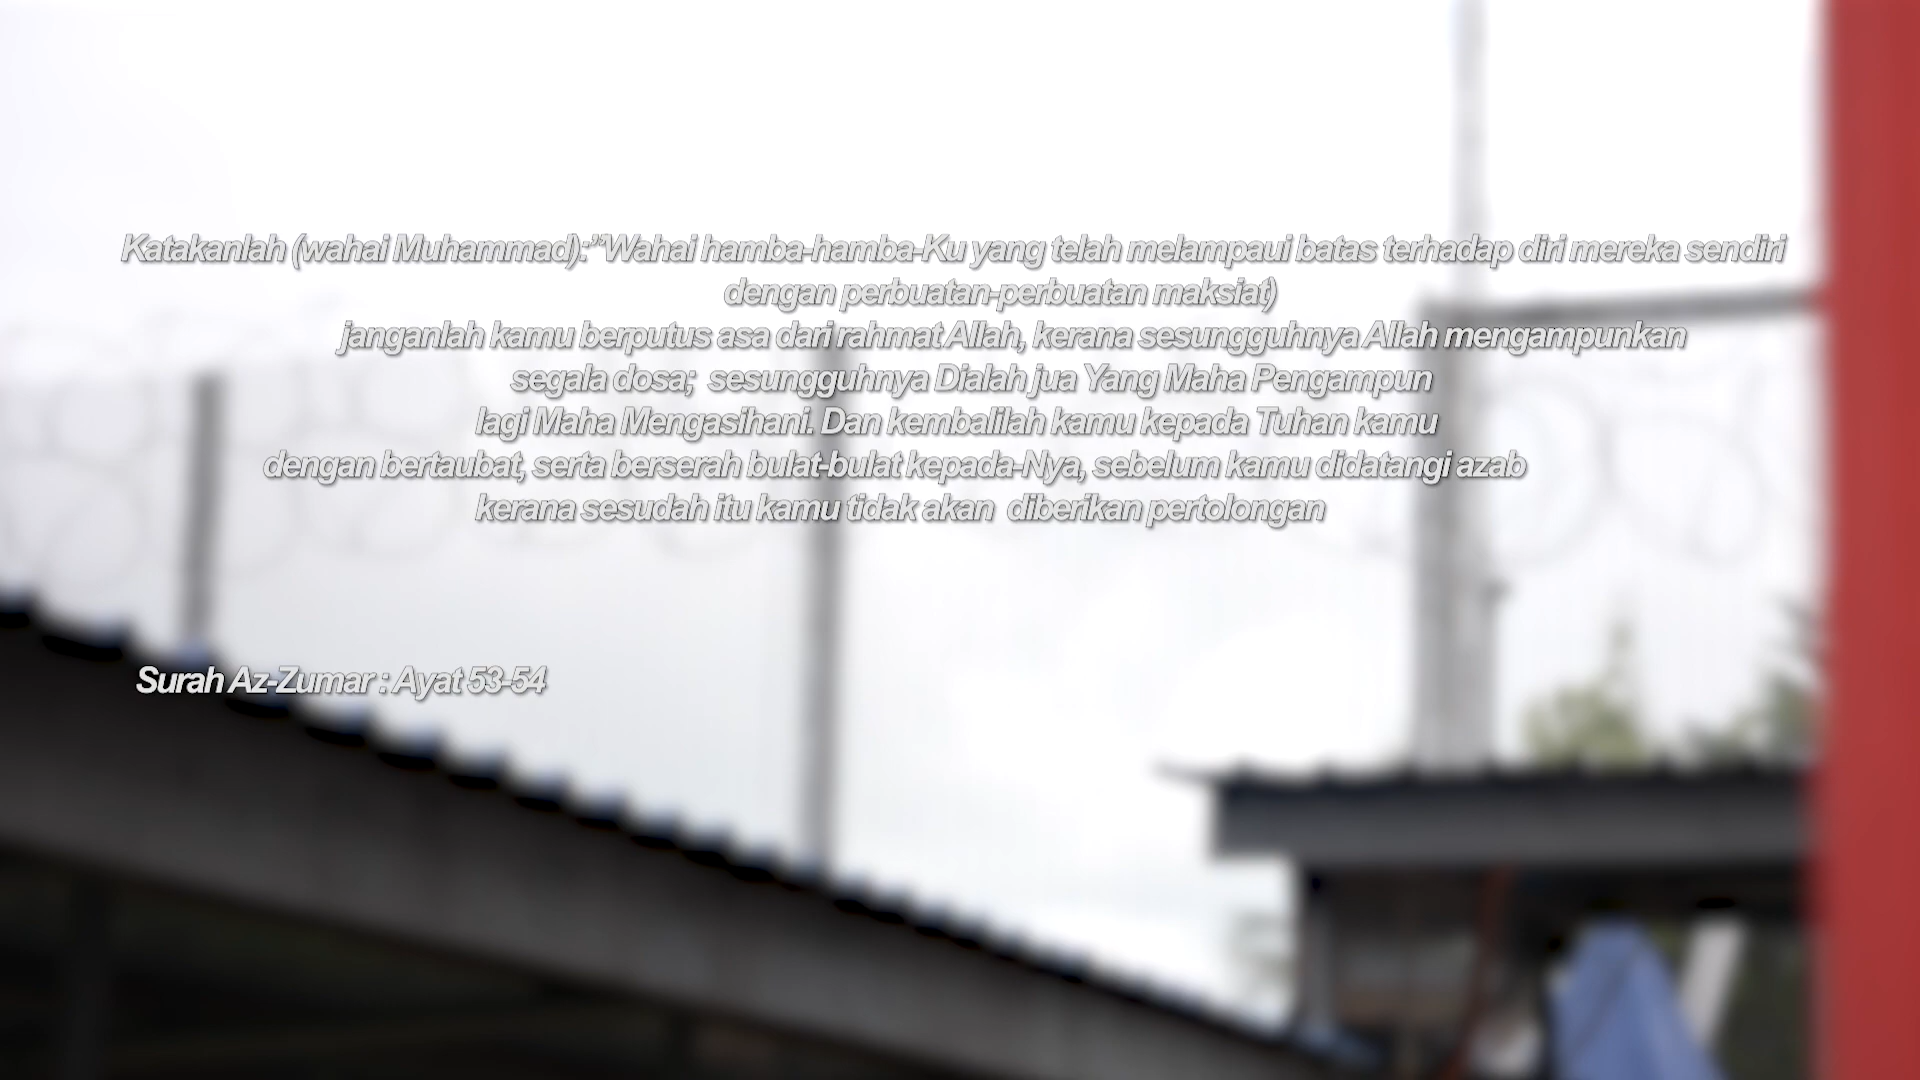 Katakanlah (wahai Muhammad):”Wahai hamba-hamba-Ku yang telah melampaui batas terhadap diri mereka sendiri
dengan perbuatan-perbuatan maksiat)
janganlah kamu berputus asa dari rahmat Allah, kerana sesungguhnya Allah mengampunkan
segala dosa;  sesungguhnya Dialah jua Yang Maha Pengampun
lagi Maha Mengasihani. Dan kembalilah kamu kepada Tuhan kamu
dengan bertaubat, serta berserah bulat-bulat kepada-Nya, sebelum kamu didatangi azab
kerana sesudah itu kamu tidak akan  diberikan pertolongan
Surah Az-Zumar : Ayat 53-54